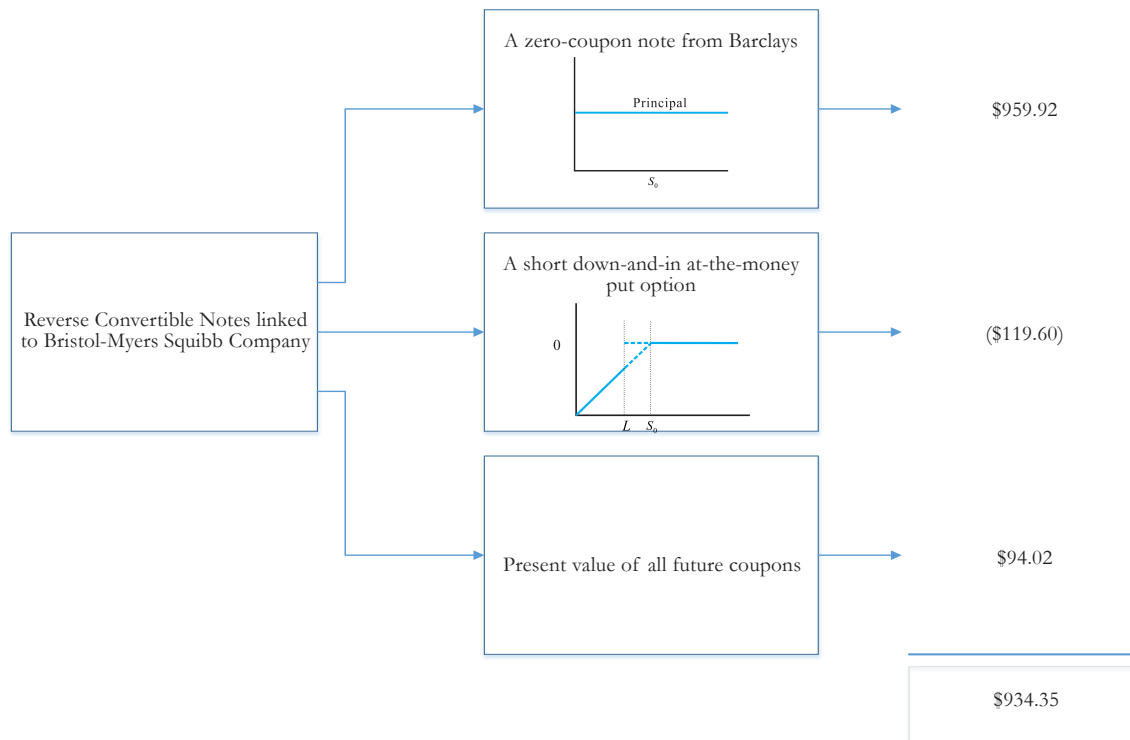 A zero-coupon note from Barclays
Principal
S₀
$959.92
Reverse Convertible Notes linked
to Bristol-Myers Squibb Company
A short down-and-in at-the-money
put option
0
L S₀
($119.60)
Present value of all future coupons
$94.02
$934.35